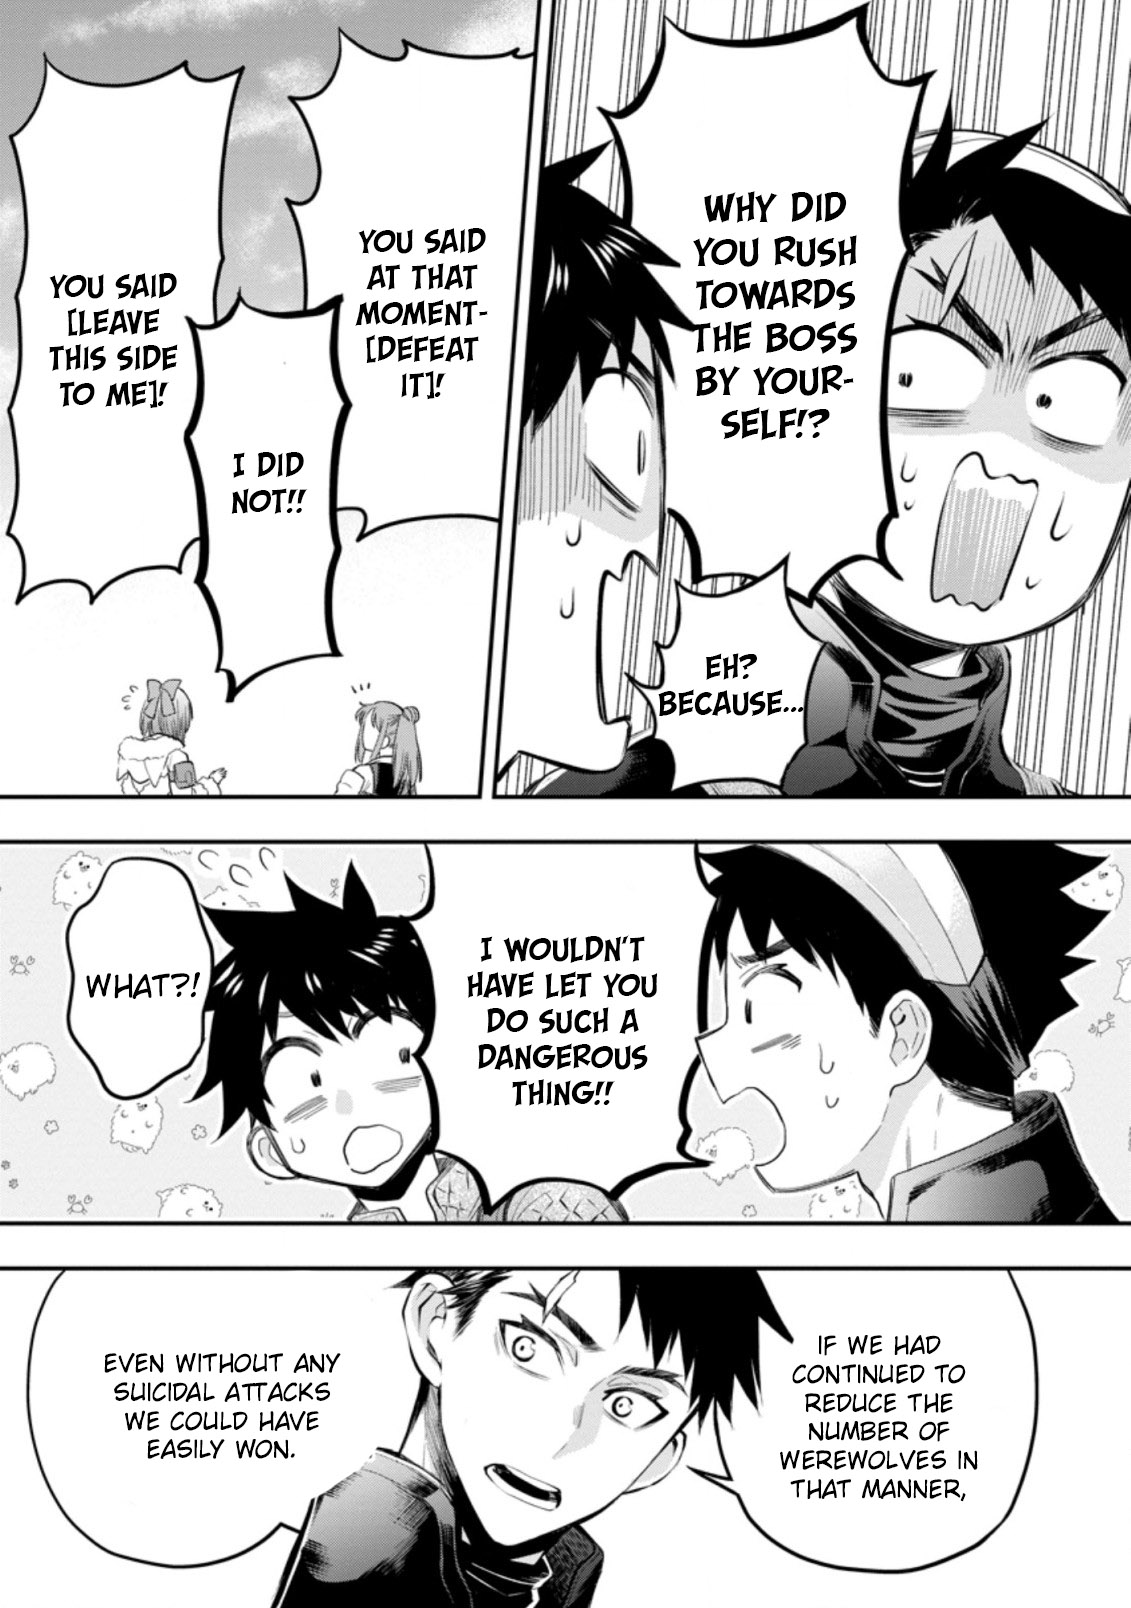 WHY DID
YOU RUSH
TOWARDS
THE BOSS
BY YOUR-
SELF!?
EH?
BECAUSE...
YOU SAID
AT THAT
MOMENT-
[DEFEAT
IT]!
I DID
NOT!!
YOU SAID
[LEAVE
THIS SIDE
TO ME]!
I WOULDN'T
HAVE LET YOU
DO SUCH A
DANGEROUS
THING!!
WHAT?!
IF WE HAD
CONTINUED TO
REDUCE THE
NUMBER OF
WEREWOLVES IN
THAT MANNER,
EVEN WITHOUT ANY
SUICIDAL ATTACKS
WE COULD HAVE
EASILY WON.